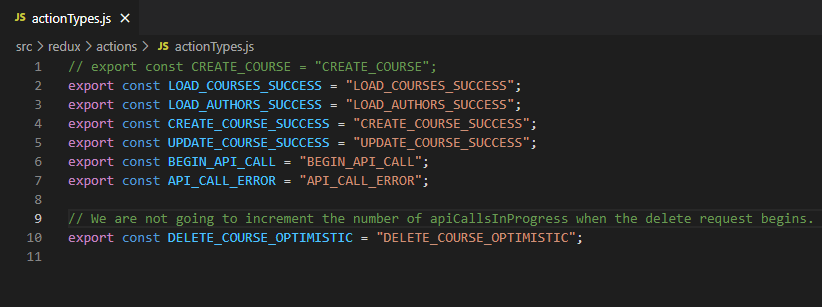 JS actionTypes.js ×
src > redux > actions > JS actionTypes.js
1 // export const CREATE_COURSE = "CREATE_COURSE";
2 export const LOAD_COURSES_SUCCESS = "LOAD_COURSES_SUCCESS";
3 export const LOAD_AUTHORS_SUCCESS = "LOAD_AUTHORS_SUCCESS";
4 export const CREATE_COURSE_SUCCESS = "CREATE_COURSE_SUCCESS";
5 export const UPDATE_COURSE_SUCCESS = "UPDATE_COURSE_SUCCESS";
6 export const BEGIN_API_CALL = "BEGIN_API_CALL";
7 export const API_CALL_ERROR = "API_CALL_ERROR";
8
9 // We are not going to increment the number of apiCallsInProgress when the delete request begins.
10 export const DELETE_COURSE_OPTIMISTIC = "DELETE_COURSE_OPTIMISTIC";
11